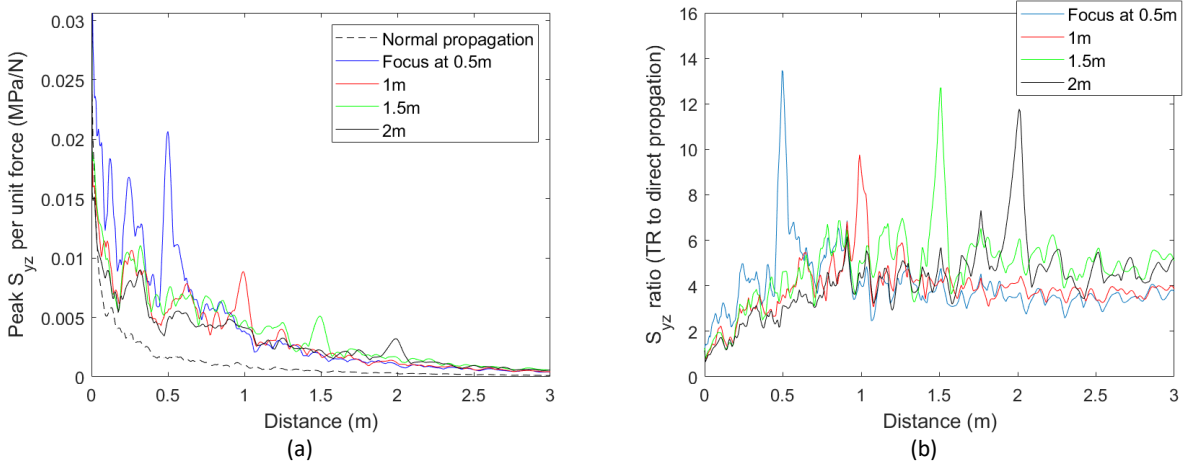 0.03
0.025
0.02
0.015
0.01
0.005
0
Peak S_yz per unit force (MPa/N)
Normal propagation
Focus at 0.5m
1m
1.5m
2m
0 0.5 1 1.5 2 2.5 3
Distance (m)
(a)
16
14
12
10
8
6
4
2
0
S_yz ratio (TR to direct propgation)
Focus at 0.5m
1m
1.5m
2m
0 0.5 1 1.5 2 2.5 3
Distance (m)
(b)